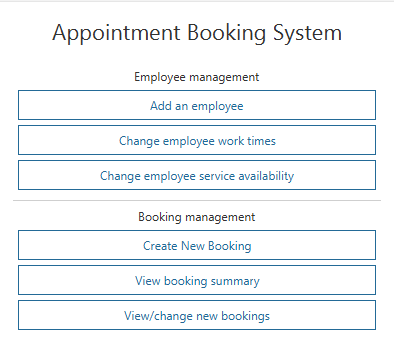 Appointment Booking System
Employee management
Add an employee
Change employee work times
Change employee service availability
Booking management
Create New Booking
View booking summary
View/change new bookings